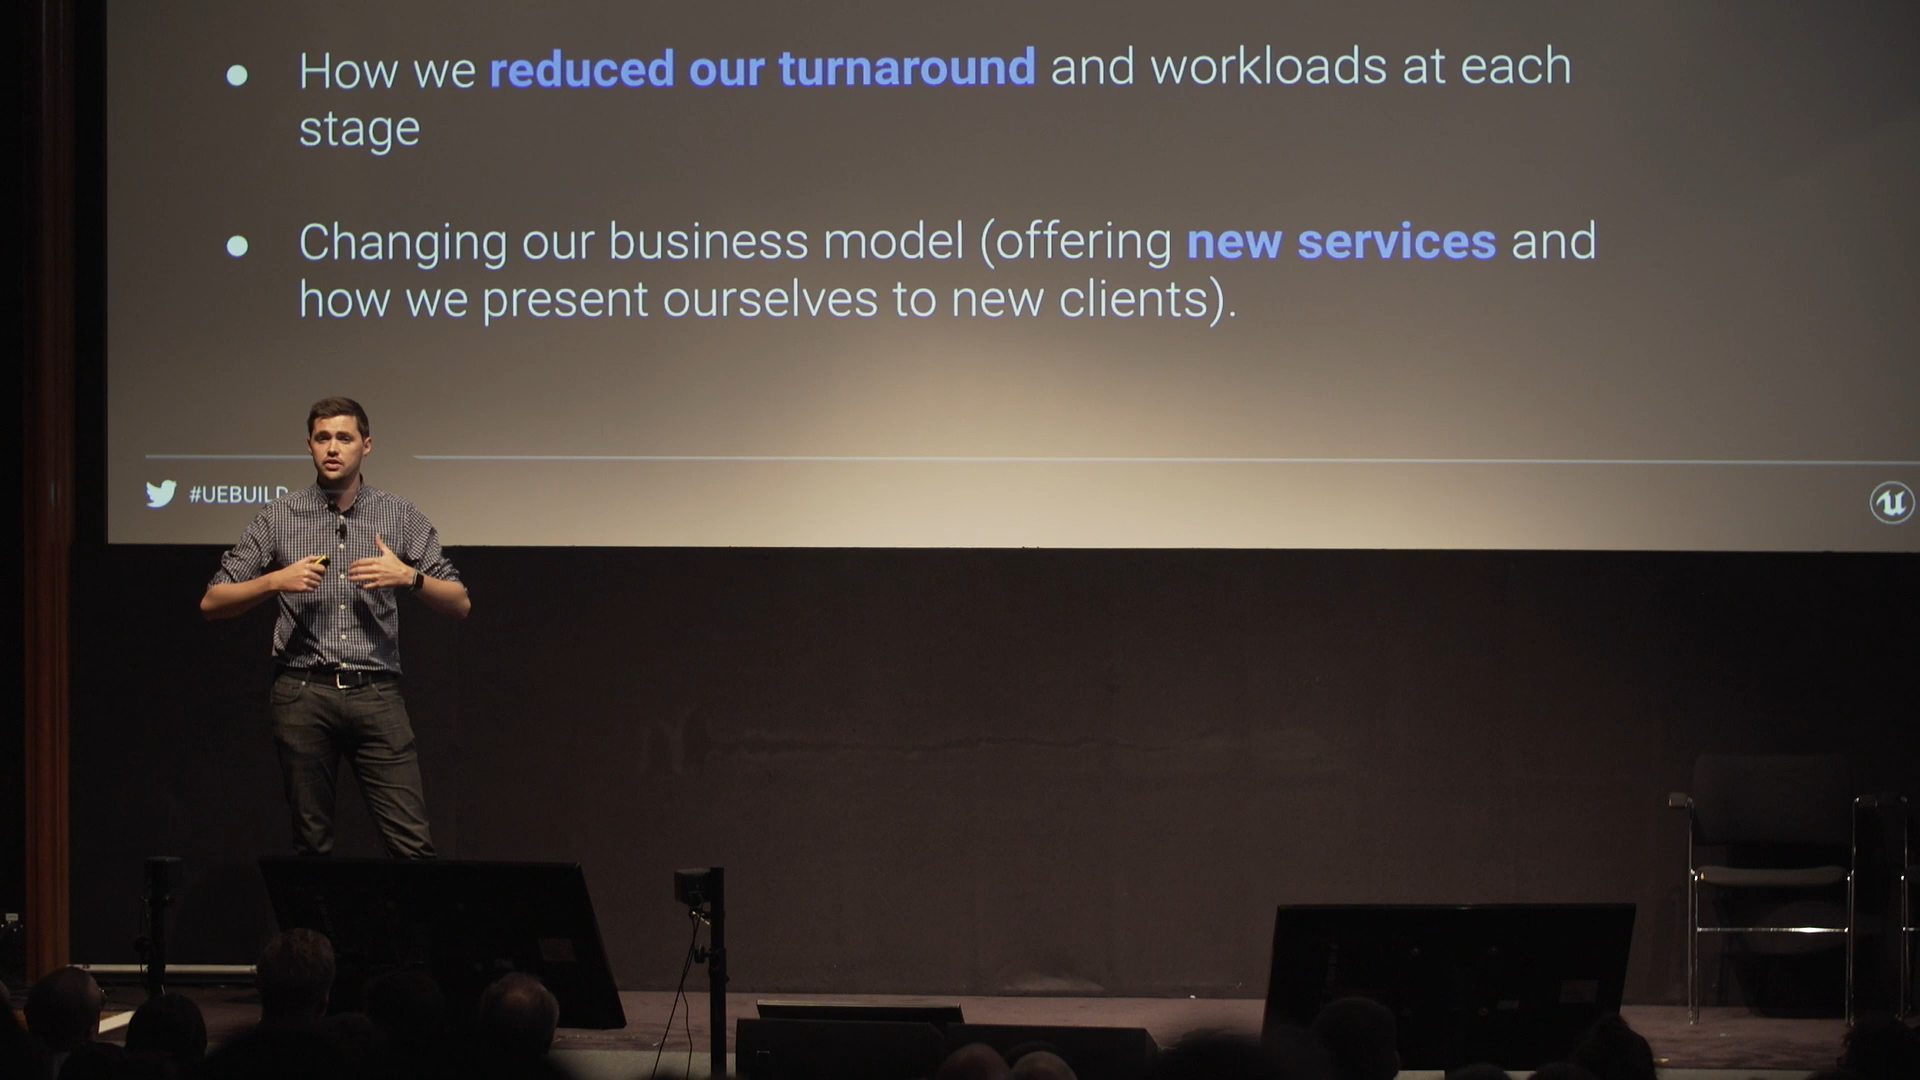 How we reduced our turnaround and workloads at each
stage
Changing our business model (offering new services and
how we present ourselves to new clients).
#UEBUILD